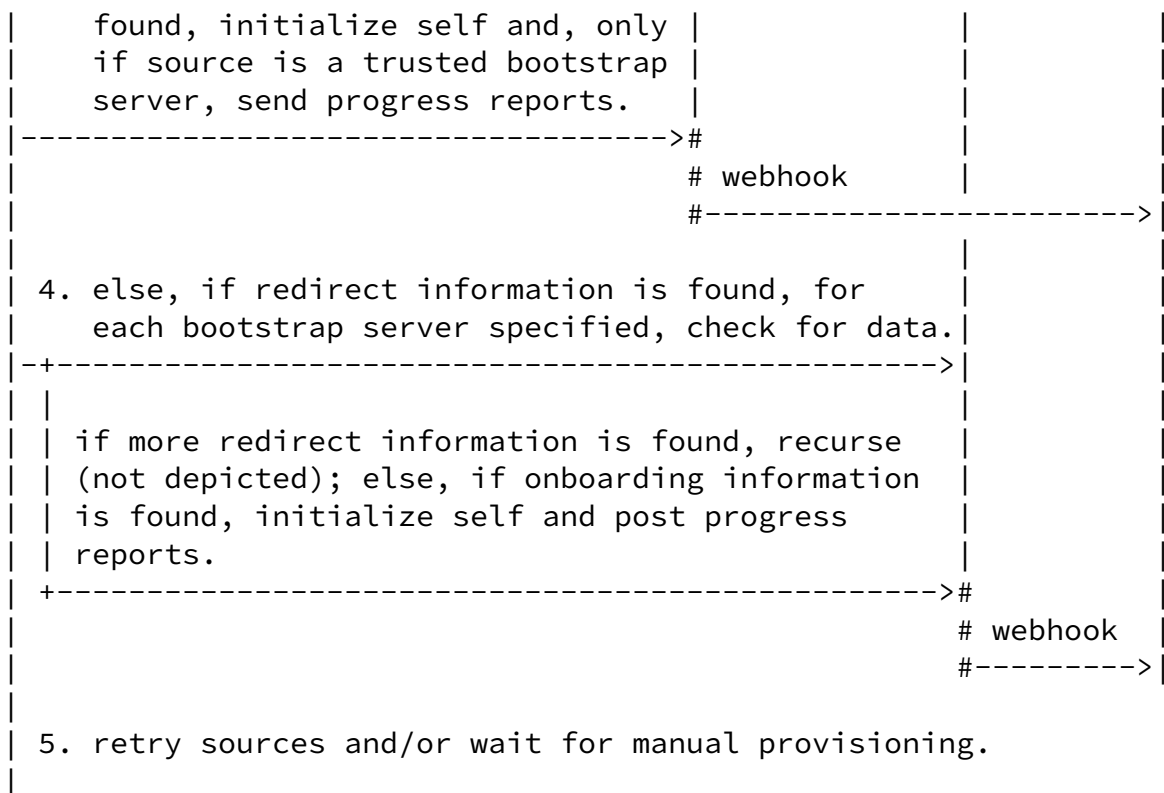 found, initialize self and, only
if source is a trusted bootstrap
server, send progress reports.
# webhook
4. else, if redirect information is found, for
each bootstrap server specified, check for data.
if more redirect information is found, recurse
(not depicted); else, if onboarding information
is found, initialize self and post progress
reports.
# webhook
5. retry sources and/or wait for manual provisioning.